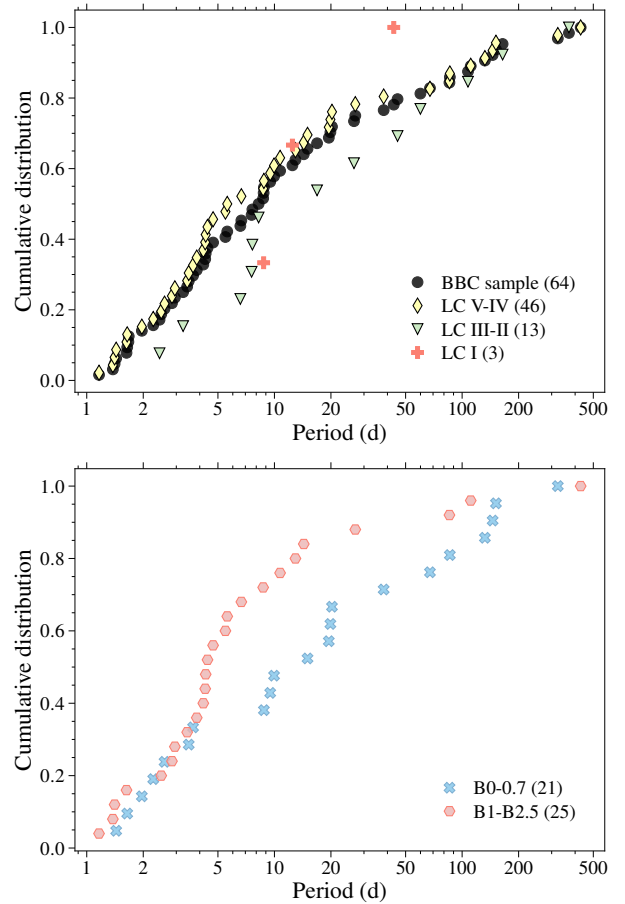 1.0
0.8
0.6
0.4
0.2
0.0
Cumulative distribution
BBC sample (64)
LC V-IV (46)
LC III-II (13)
LC I (3)
1 2 5 10 20 50 100 200 500
Period (d)
1.0
0.8
0.6
0.4
0.2
0.0
Cumulative distribution
B0-0.7 (21)
B1-B2.5 (25)
1 2 5 10 20 50 100 200 500
Period (d)